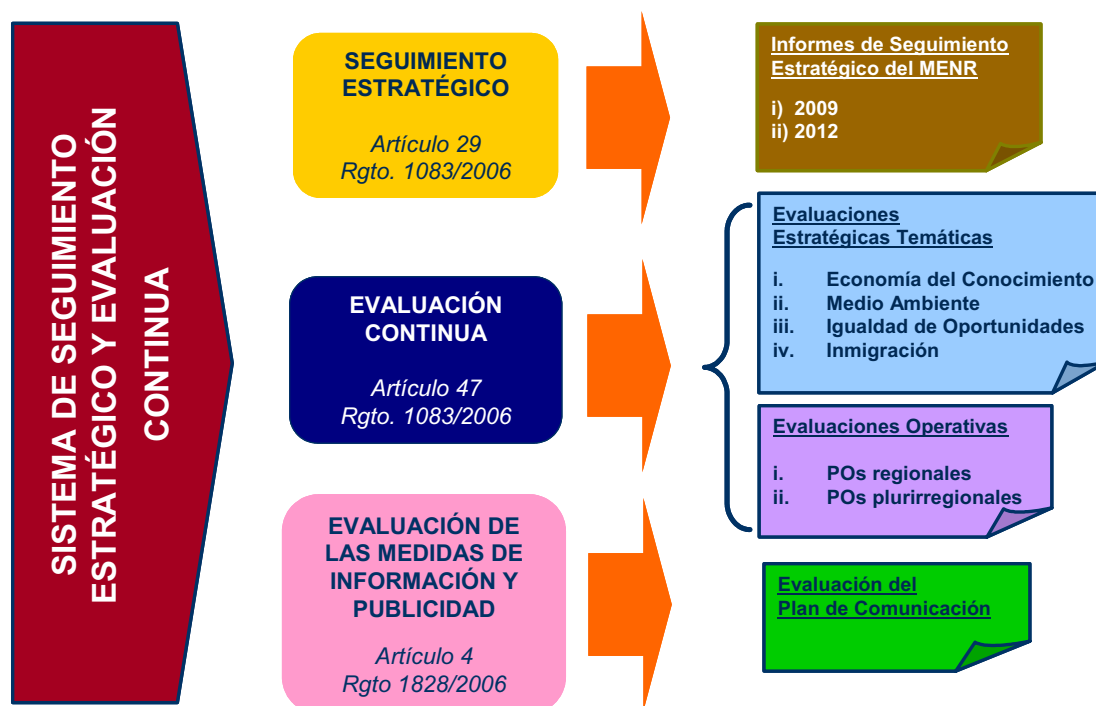 SISTEMA DE SEGUIMIENTO
ESTRATÉGICO Y EVALUACIÓN
CONTINUA
SEGUIMIENTO
ESTRATÉGICO
Artículo 29
Rgto. 1083/2006
Informes de Seguimiento
Estratégico del MENR
i) 2009
ii) 2012
EVALUACIÓN
CONTINUA
Artículo 47
Rgto. 1083/2006
Evaluaciones
Estratégicas Temáticas
i. Economía del Conocimiento
ii. Medio Ambiente
iii. Igualdad de Oportunidades
iv. Inmigración
Evaluaciones Operativas
i. POs regionales
ii. POs plurirregionales
EVALUACIÓN DE
LAS MEDIDAS DE
INFORMACIÓN Y
PUBLICIDAD
Artículo 4
Rgto 1828/2006
Evaluación del
Plan de Comunicación